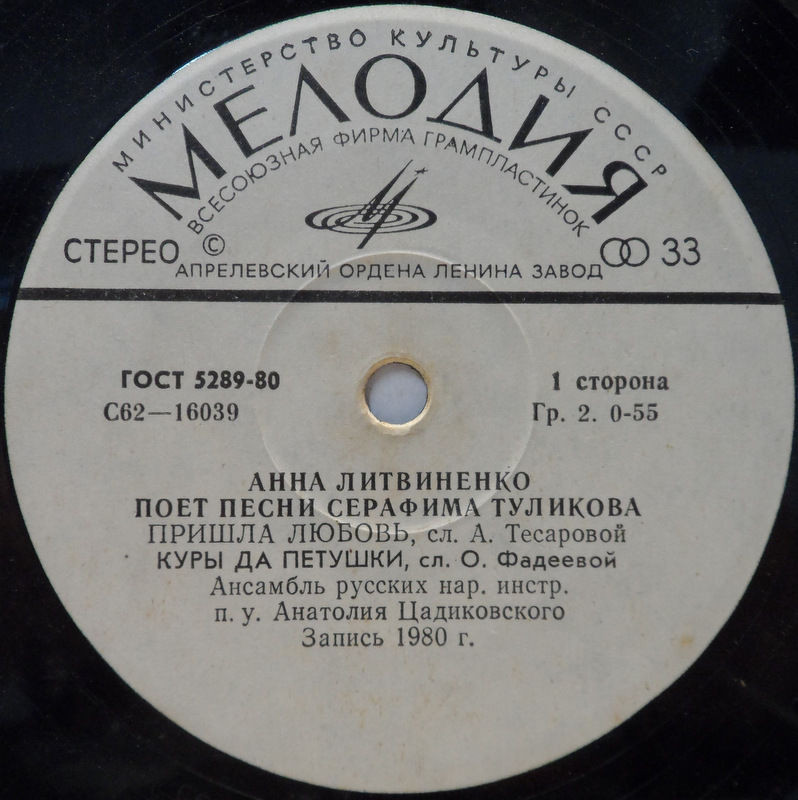 МИНИСТЕРСТВО КУЛЬТУРЫ СССР
МЕЛОДИЯ
ВСЕСОЮЗНАЯ ФИРМА ГРАМПЛАСТИНОК
СТЕРЕО © 33
АПРЕЛЕВСКИЙ ОРДЕНА ЛЕНИНА ЗАВОД
ГОСТ 5289-80 1 сторона
С62—16039 Гр. 2. 0-55
АННА ЛИТВИНЕНКО
ПОЕТ ПЕСНИ СЕРАФИМА ТУЛИКОВА
ПРИШЛА ЛЮБОВЬ, сл. А. Тесаровой
КУРЫ ДА ПЕТУШКИ, сл. О. Фадеевой
Ансамбль русских нар. инстр.
п. у. Анатолия Цадиковского
Запись 1980 г.